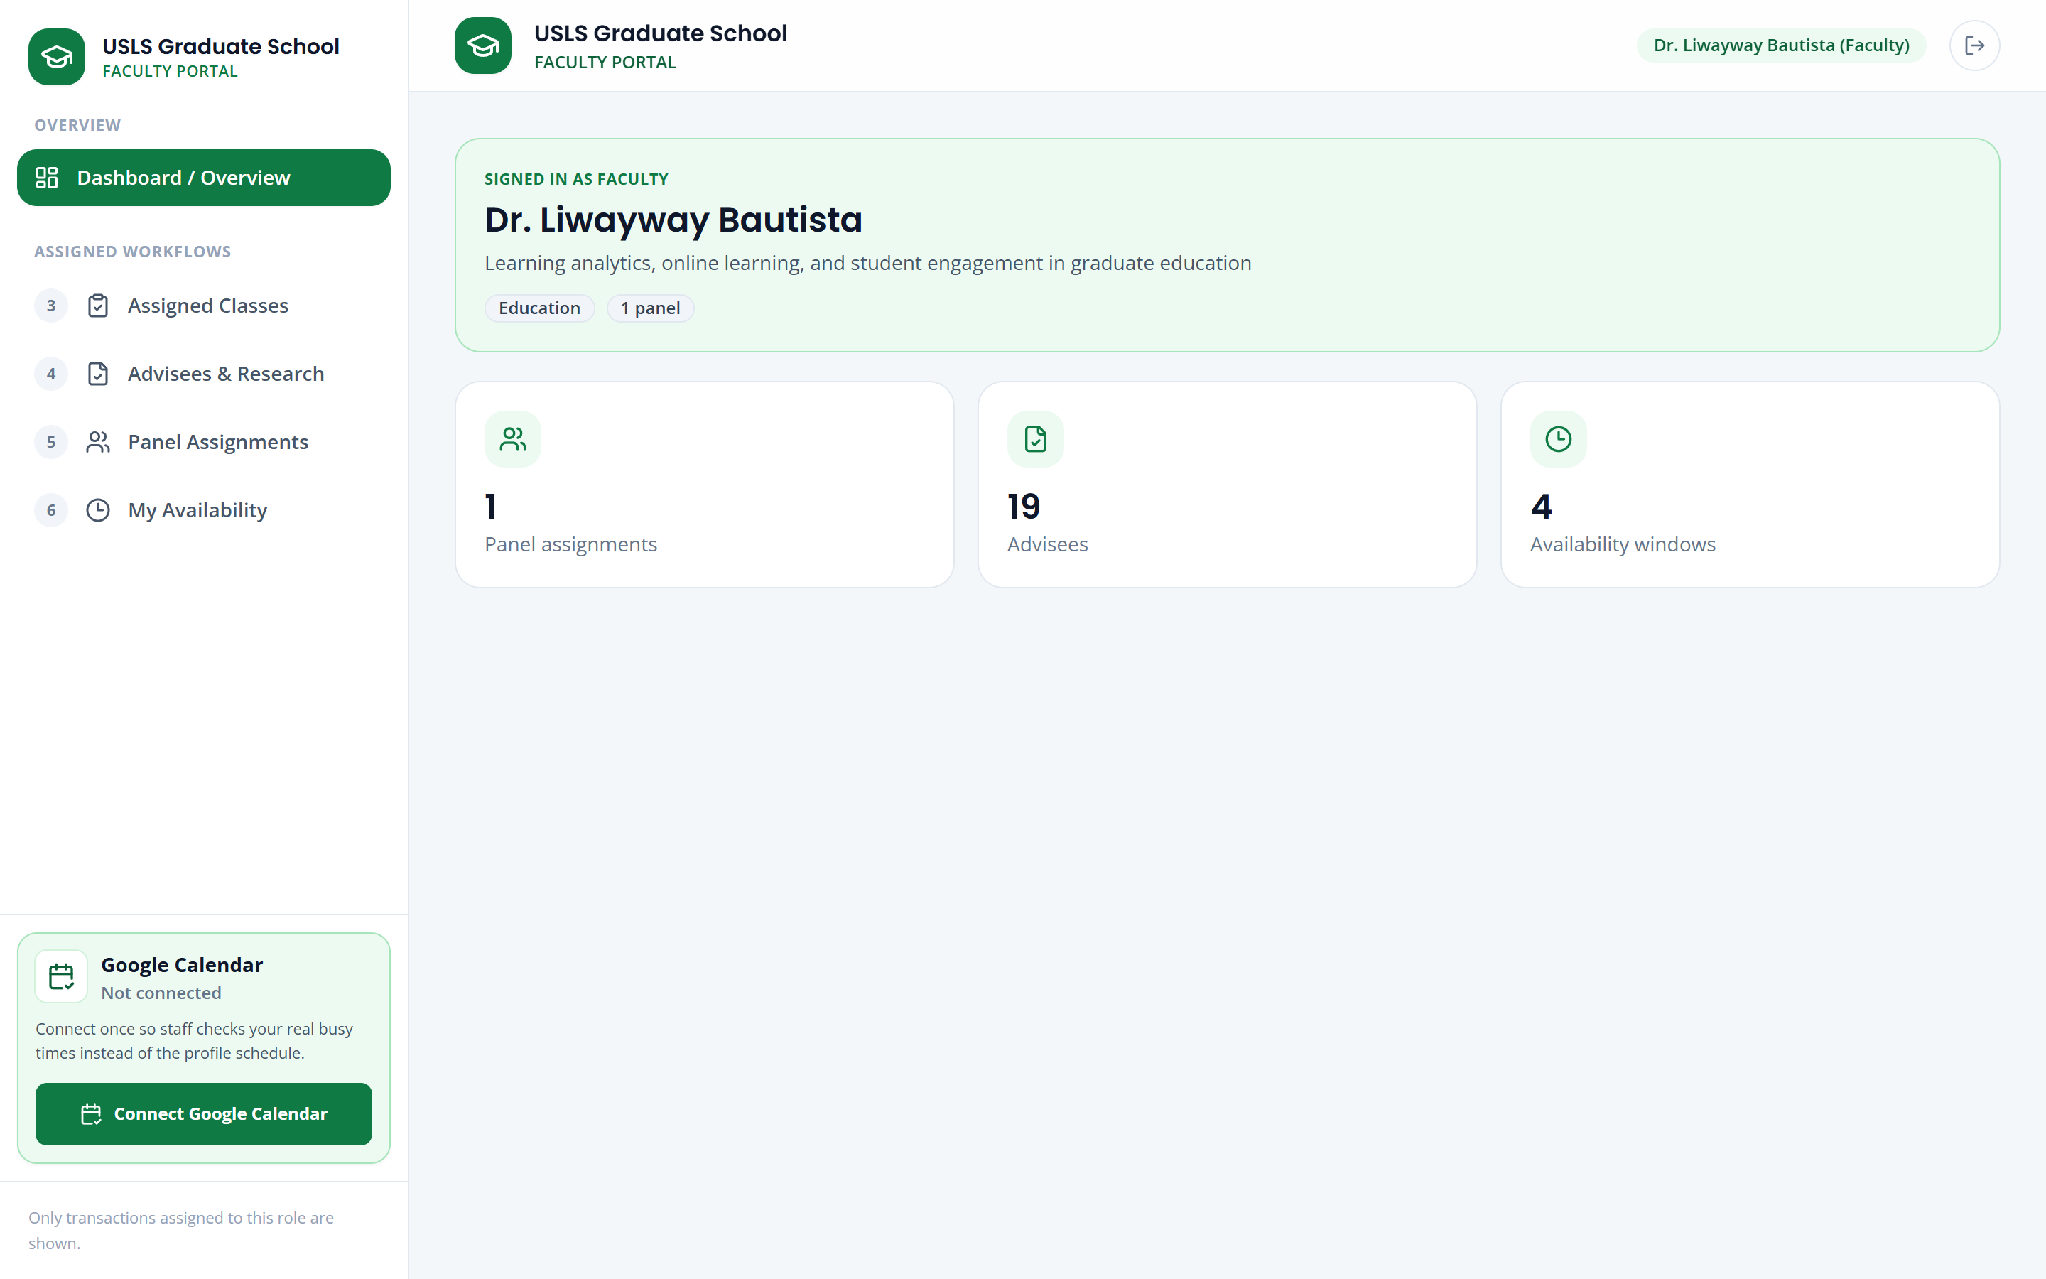 USLS Graduate School
FACULTY PORTAL
OVERVIEW
Dashboard / Overview
ASSIGNED WORKFLOWS
3 Assigned Classes
4 Advisees & Research
5 Panel Assignments
6 My Availability
Google Calendar
Not connected
Connect once so staff checks your real busy
times instead of the profile schedule.
Connect Google Calendar
Only transactions assigned to this role are
shown.
USLS Graduate School
FACULTY PORTAL
Dr. Liwayway Bautista (Faculty)
SIGNED IN AS FACULTY
Dr. Liwayway Bautista
Learning analytics, online learning, and student engagement in graduate education
Education 1 panel
1
Panel assignments
19
Advisees
4
Availability windows